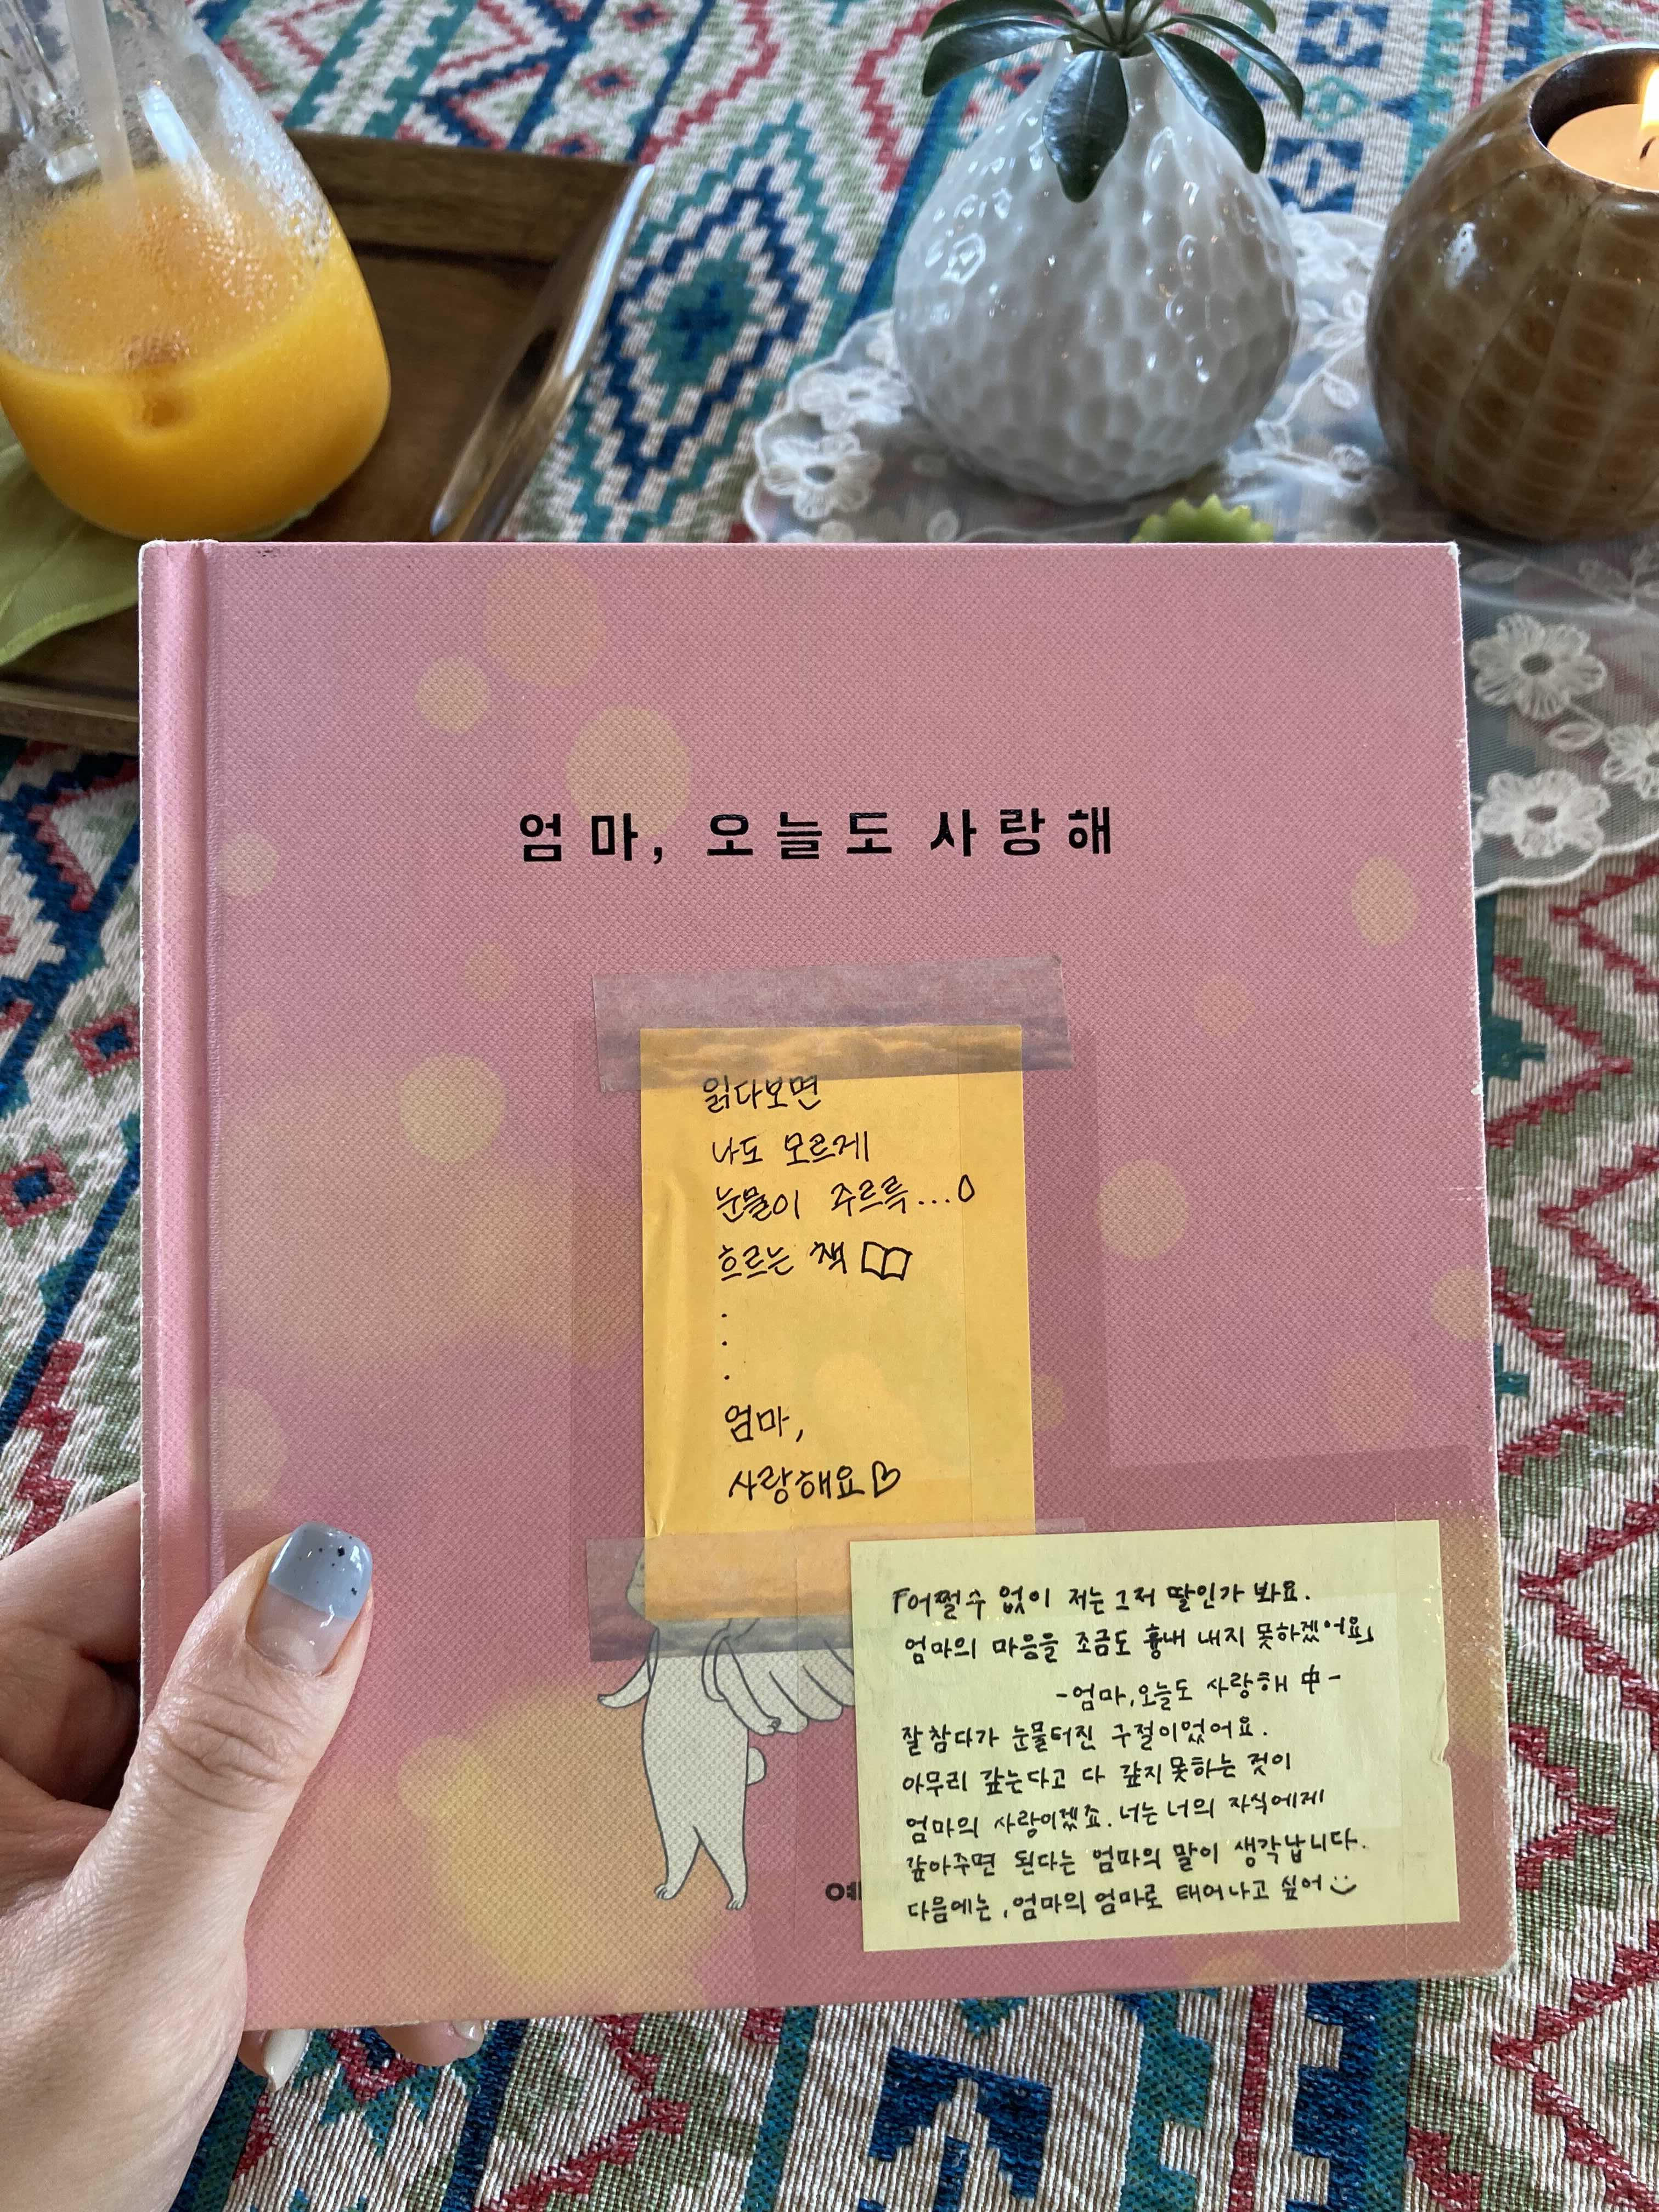 엄마, 오늘도 사랑해
읽다보면
나도 모르게
눈물이 주르륵...
흐르는 책
.
.
.
엄마,
사랑해요♡
「어쩔수 없이 저는 그저 딸인가 봐요.
엄마의 마음을 조금도 흉내 내지 못하겠어요」
-엄마,오늘도 사랑해 中-
잘 참다가 눈물터진 구절이었어요.
아무리 갚는다고 다 갚지 못하는 것이
엄마의 사랑이겠죠. 너는 너의 자식에게
갚아주면 된다는 엄마의 말이 생각납니다.
다음에는, 엄마의 엄마로 태어나고 싶어